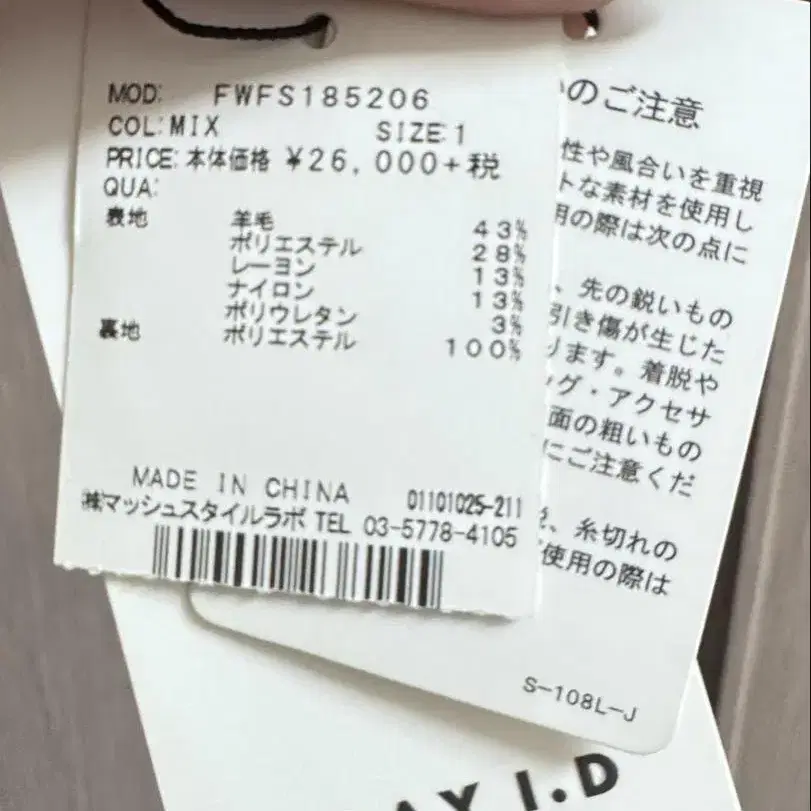 MOD: FWFS185206
COL:MIX SIZE:1
PRICE:本体価格 ¥26,000+税
QUA:
表地 羊毛 43%
ポリエステル 28%
レーヨン 13%
ナイロン 13%
ポリウレタン 3%
裏地 ポリエステル 100%
MADE IN CHINA 01101025-211
㈱マッシュスタイルラボ TEL 03-5778-4105
のご注意
性や風合いを重視
トな素材を使用し
用の際は次の点に
、先の鋭いもの
引き傷が生じた
ります。着脱や
グ・アクセサ
面の粗いもの
にご注意くだ
、糸切れの
使用の際は
S-108L-J
AY I.D